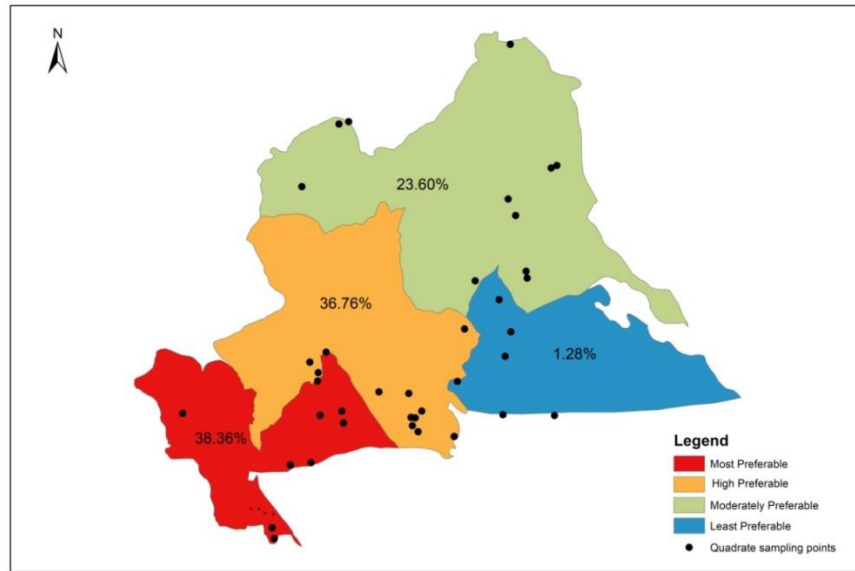 N
23.60%
36.76%
1.28%
38.36%
Legend
Most Preferable
High Preferable
Moderately Preferable
Least Preferable
Quadrate sampling points